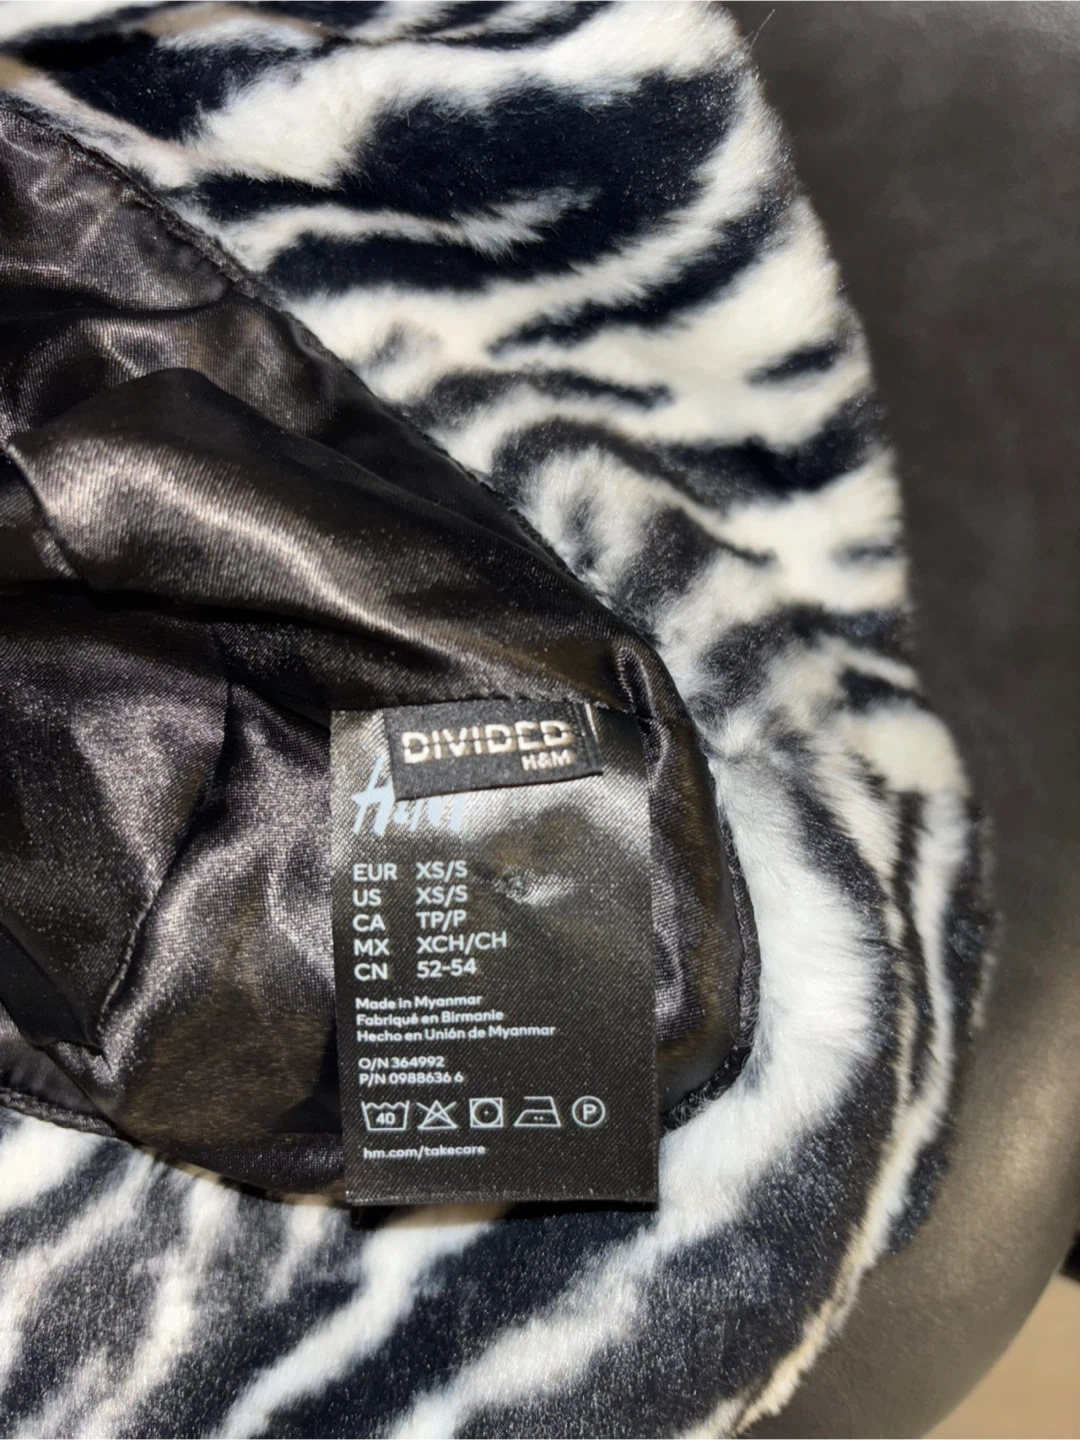 DIVIDED
H&M
H&M
EUR XS/S
US XS/S
CA TP/P
MX XCH/CH
CN 52-54
Made in Myanmar
Fabriqué en Birmanie
Hecho en Unión de Myanmar
O/N 364992
P/N 0988636 6
40
P
hm.com/takecare